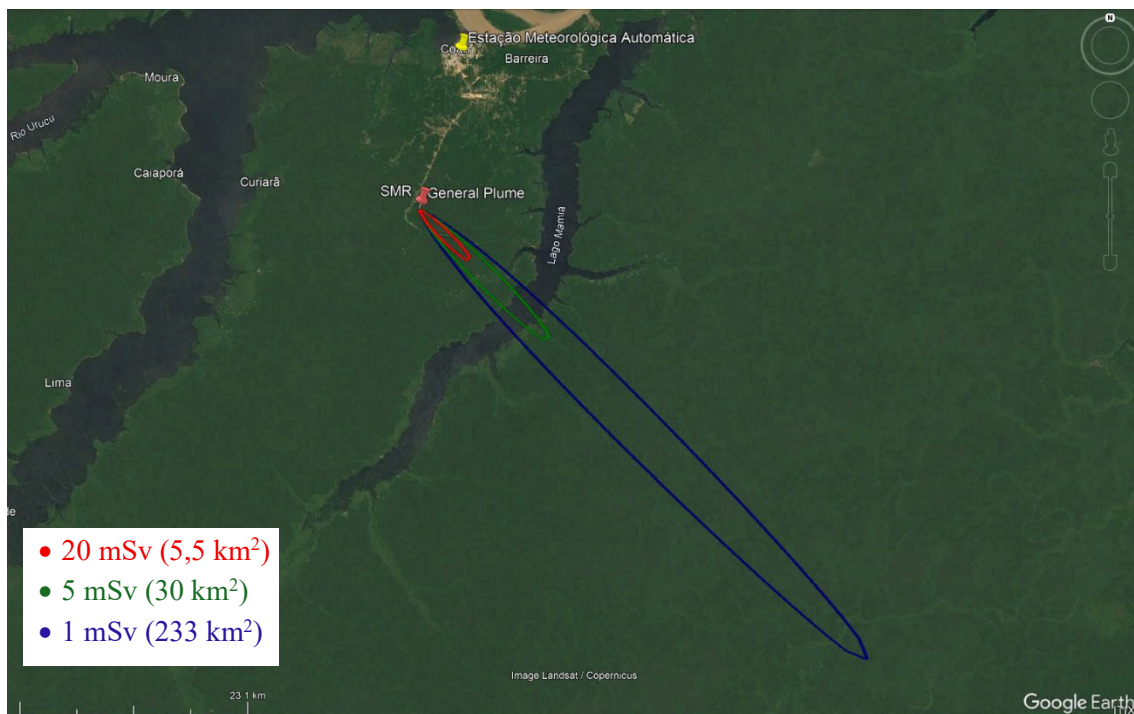 N
Estação Meteorológica Automática
Barreira
Moura
Rio Urucu
Caiaporá
Curiarã
SMR
General Plume
Lago Mamiá
Lima
• 20 mSv (5,5 km²)
• 5 mSv (30 km²)
• 1 mSv (233 km²)
Image Landsat / Copernicus
23.1 km
Google Earth